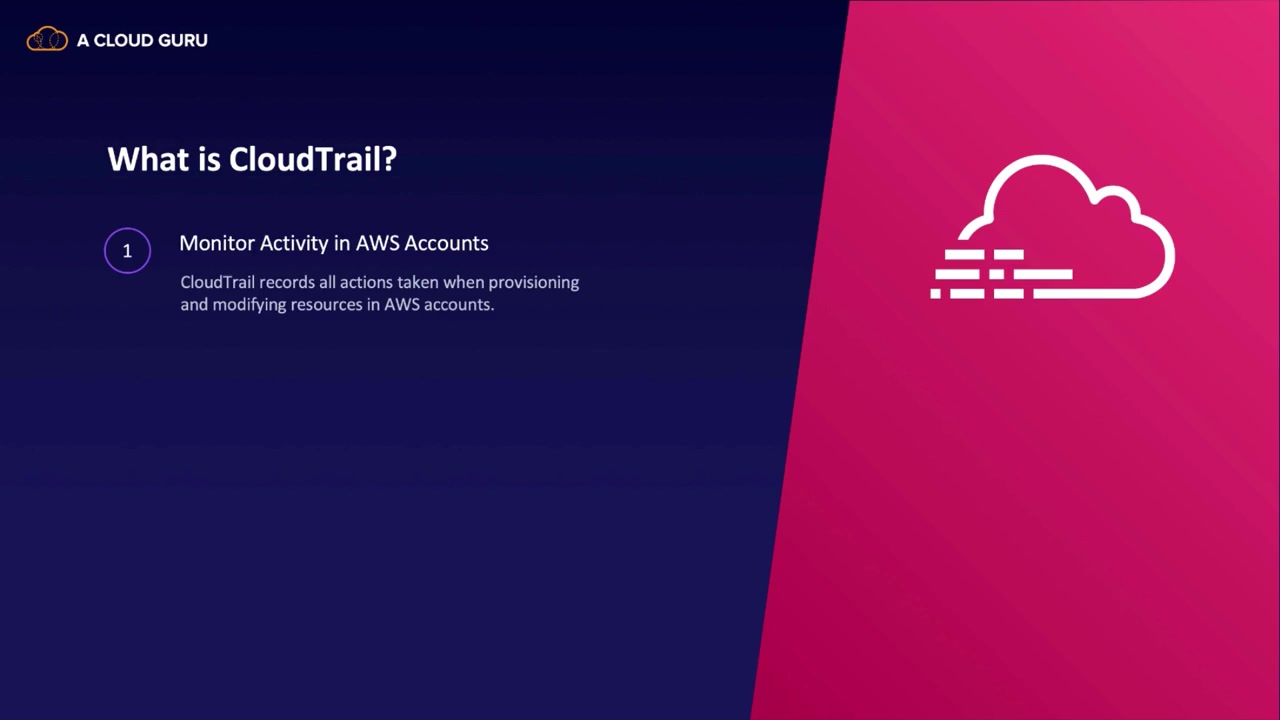 A CLOUD GURU
What is CloudTrail?
1
Monitor Activity in AWS Accounts
CloudTrail records all actions taken when provisioning
and modifying resources in AWS accounts.